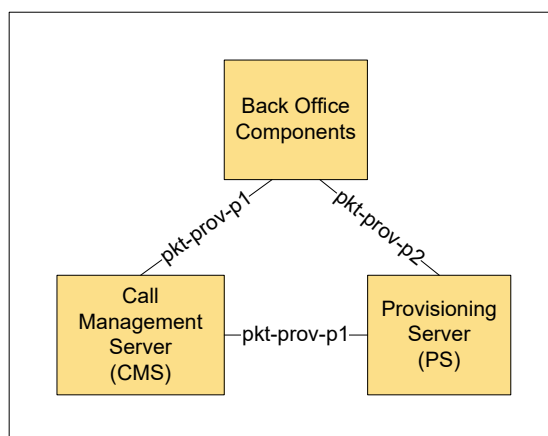 Back Office
Components
pkt-prov-p1
pkt-prov-p2
Call
Management
Server
(CMS)
pkt-prov-p1
Provisioning
Server
(PS)